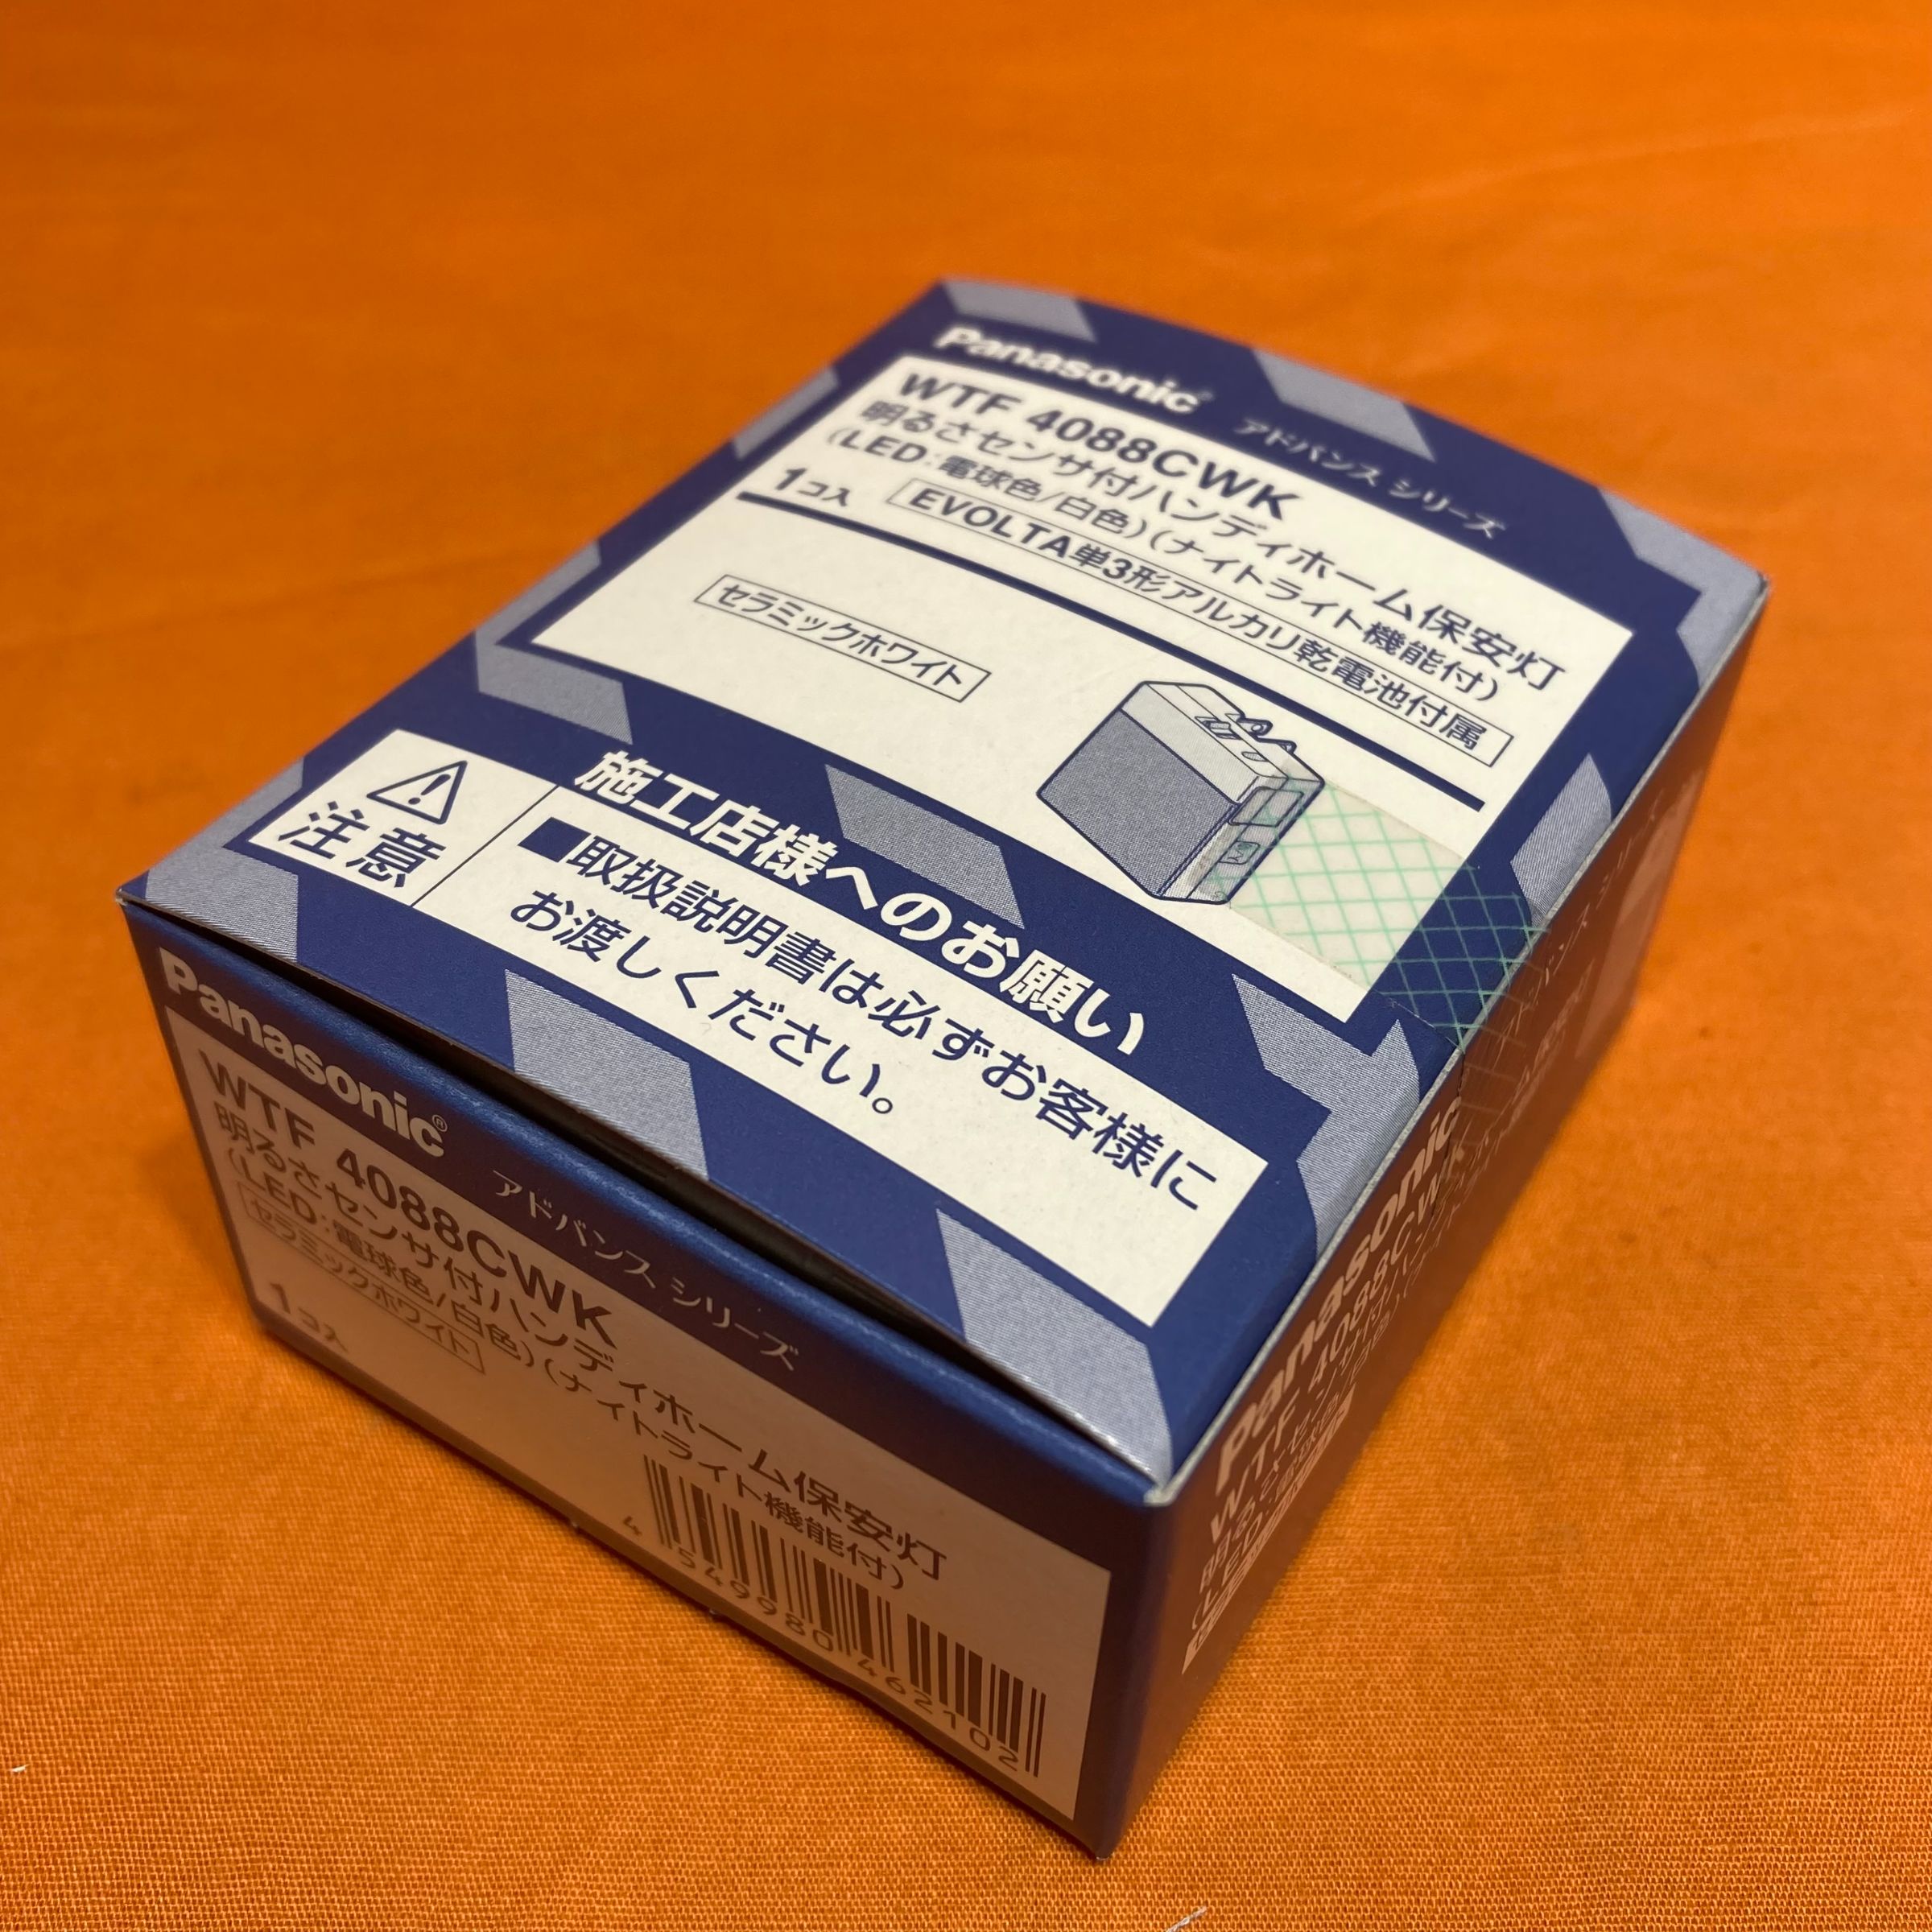 Panasonic
アドバンス シリーズ
WTF 4088CWK
明るさセンサ付ハンディホーム保安灯
(LED:電球色/白色)(ナイトライト機能付)
1コ入
EVOLTA単3形アルカリ乾電池付属
セラミックホワイト
施工店様へのお願い
注意
■取扱説明書は必ずお客様に
お渡しください。
Panasonic®
アドバンス シリーズ
WTF 4088CWK
明るさセンサ付ハンディホーム保安灯
(LED:電球色/白色)(ナイトライト機能付)
セラミックホワイト
1コ入
4 549980 462102
Panasonic
WTF 4088CWK